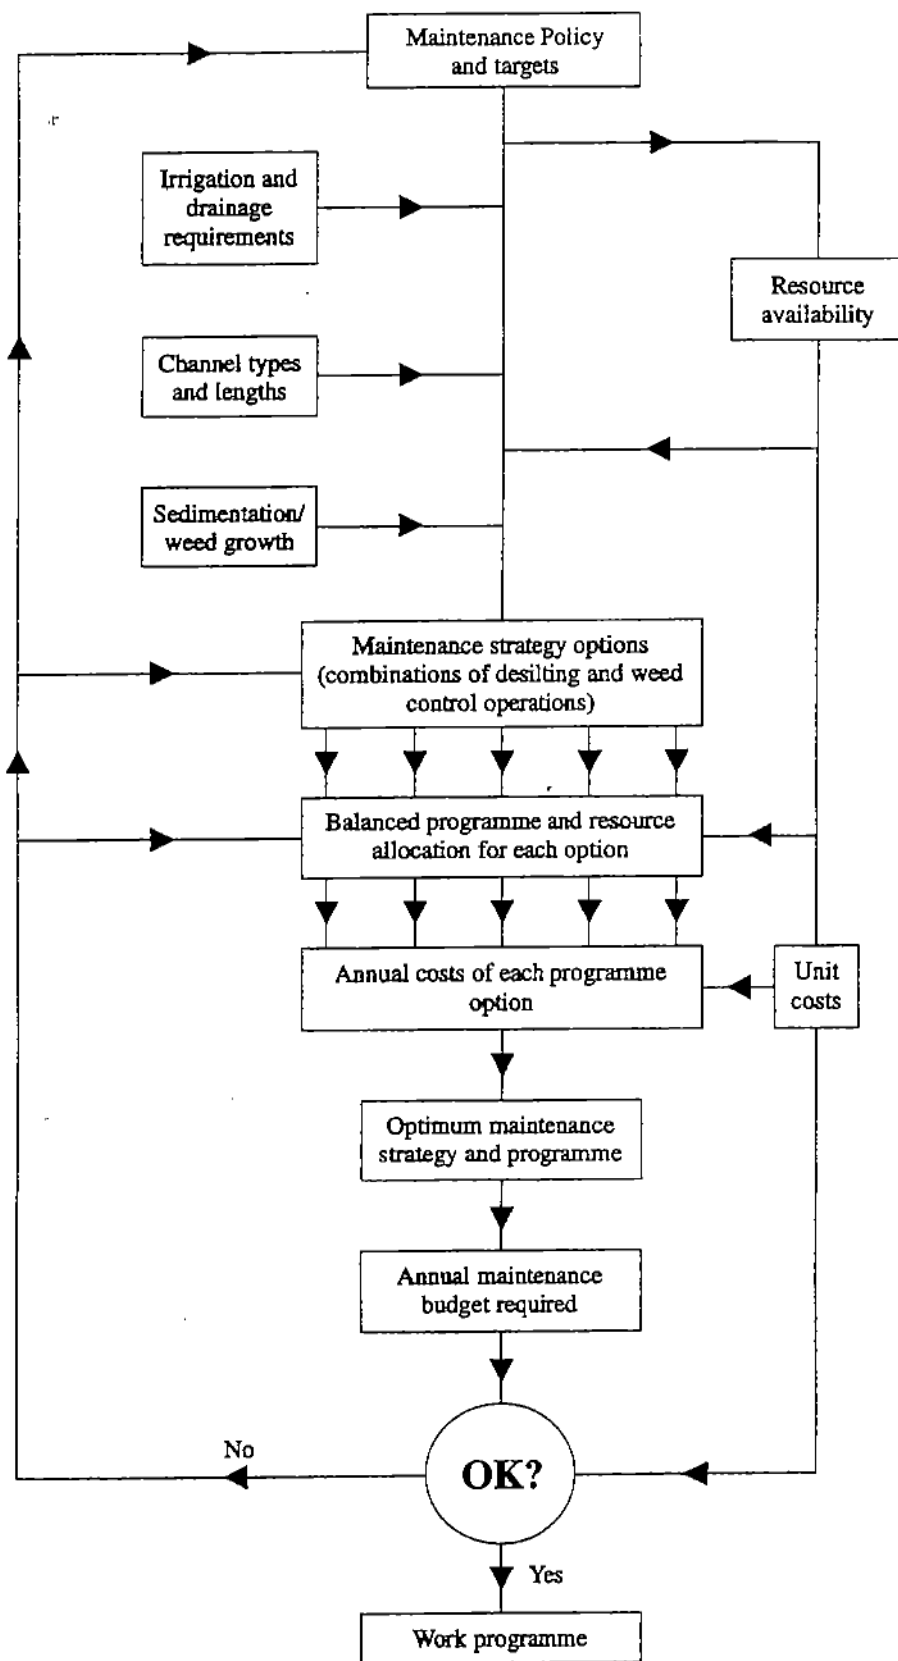 Maintenance Policy
and targets
Irrigation and
drainage
requirements
Resource
availability
Channel types
and lengths
Sedimentation/
weed growth
Maintenance strategy options
(combinations of desilting and weed
control operations)
Balanced programme and resource
allocation for each option
Annual costs of each programme
option
Unit
costs
Optimum maintenance
strategy and programme
Annual maintenance
budget required
No
OK?
Yes
Work programme